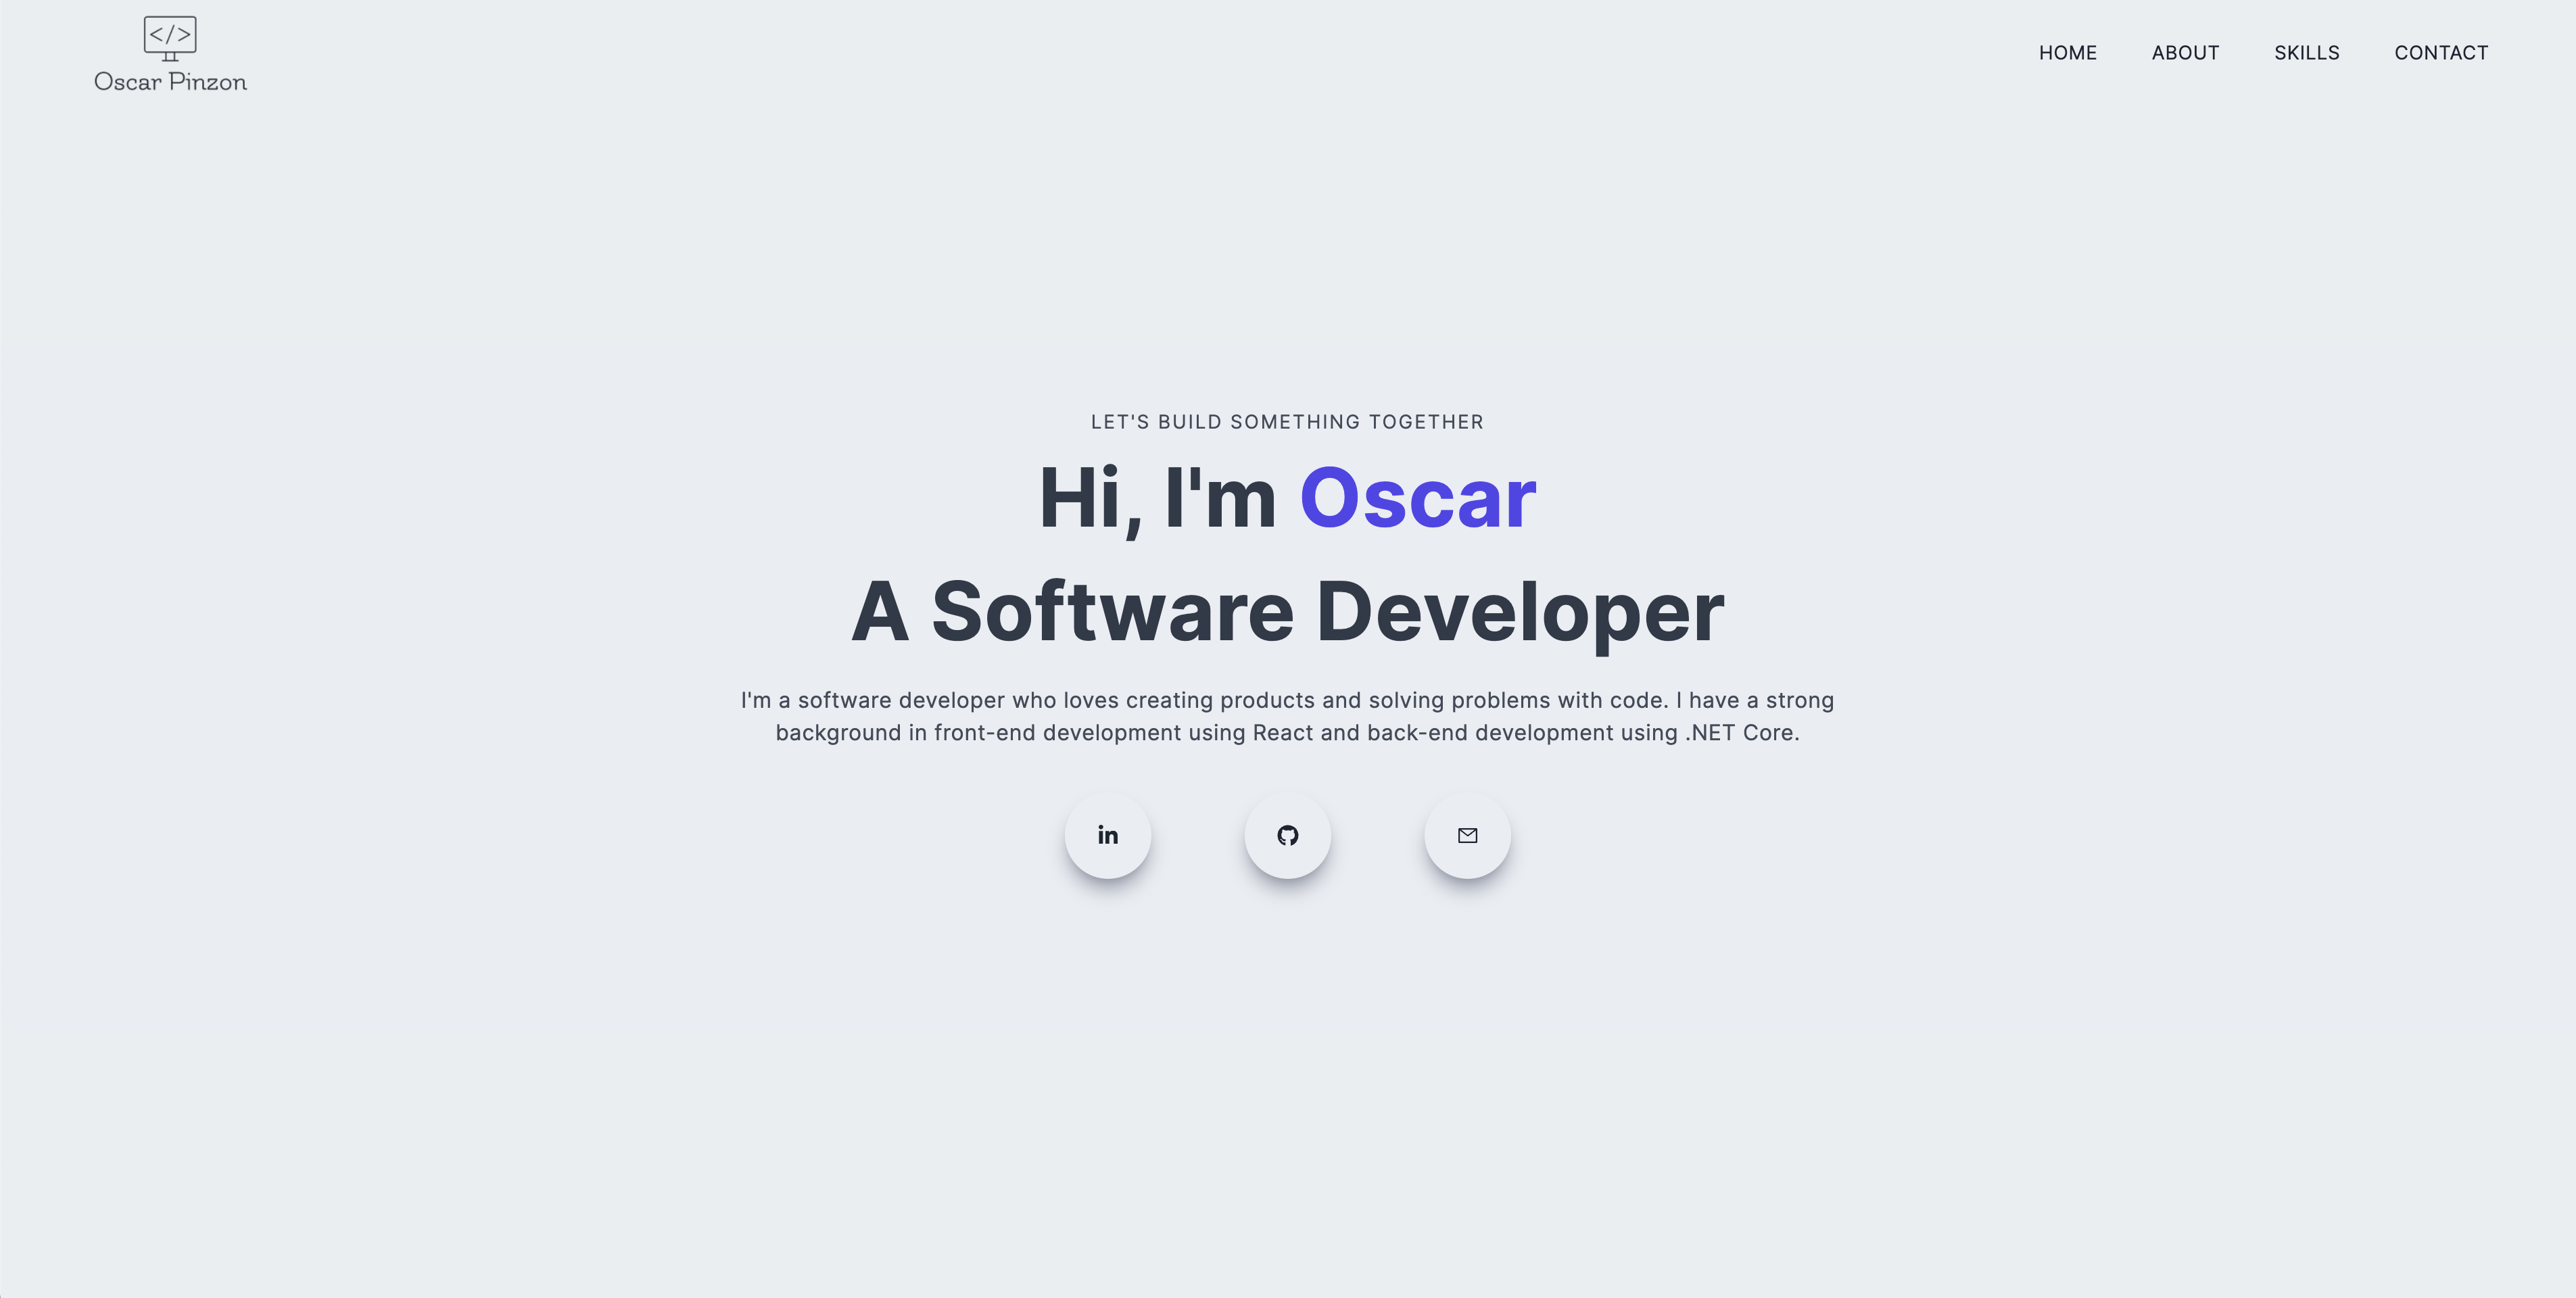 </>
Oscar Pinzon
HOME ABOUT SKILLS CONTACT
LET'S BUILD SOMETHING TOGETHER
Hi, I'm Oscar
A Software Developer
I'm a software developer who loves creating products and solving problems with code. I have a strong
background in front-end development using React and back-end development using .NET Core.
in